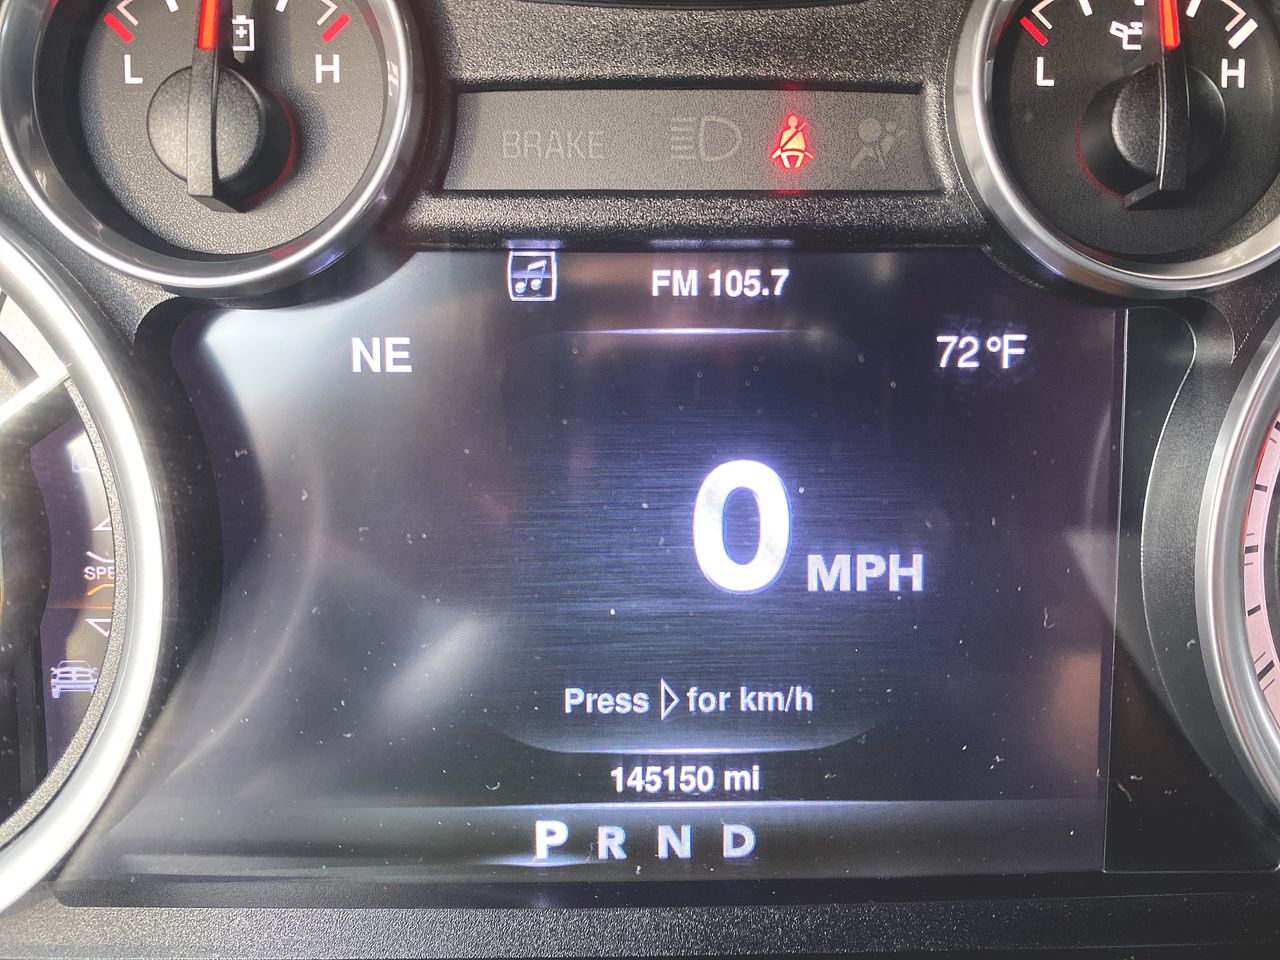 L H
L H
BRAKE
FM 105.7
NE
72°F
0 MPH
Press ▷ for km/h
145150 mi
P R N D